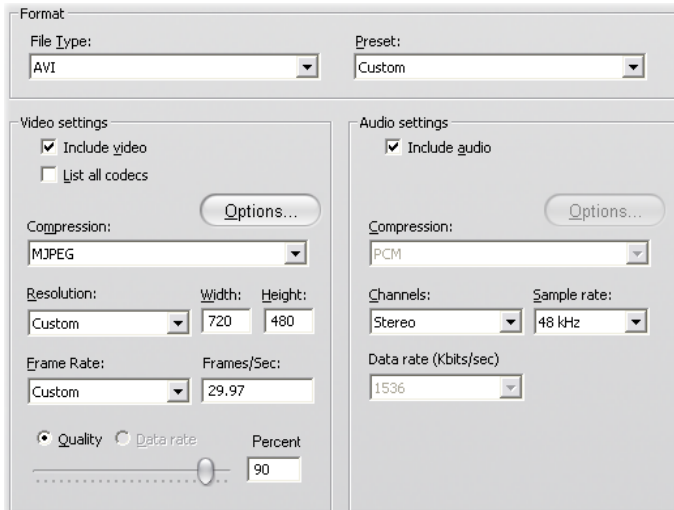 Format
File Type:
Preset:
AVI
Custom
Video settings
Include video
List all codecs
Options...
Compression:
MJPEG
Resolution:
Width:
Height:
Custom
720
480
Frame Rate:
Frames/Sec:
Custom
29.97
Quality
Data rate
Percent
90
Audio settings
Include audio
Options...
Compression:
PCM
Channels:
Sample rate:
Stereo
48 kHz
Data rate (Kbits/sec)
1536